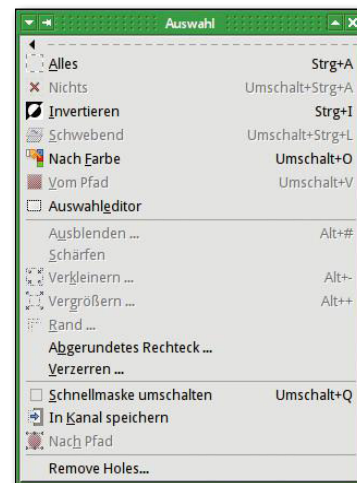 Auswahl
Alles Strg+A
Nichts Umschalt+Strg+A
Invertieren Strg+I
Schwebend Umschalt+Strg+L
Nach Farbe Umschalt+O
Vom Pfad Umschalt+V
Auswahleditor
Ausblenden ... Alt+#
Schärfen
Verkleinern ... Alt+-
Vergrößern ... Alt++
Rand ...
Abgerundetes Rechteck ...
Verzerren ...
Schnellmaske umschalten Umschalt+Q
In Kanal speichern
Nach Pfad
Remove Holes...